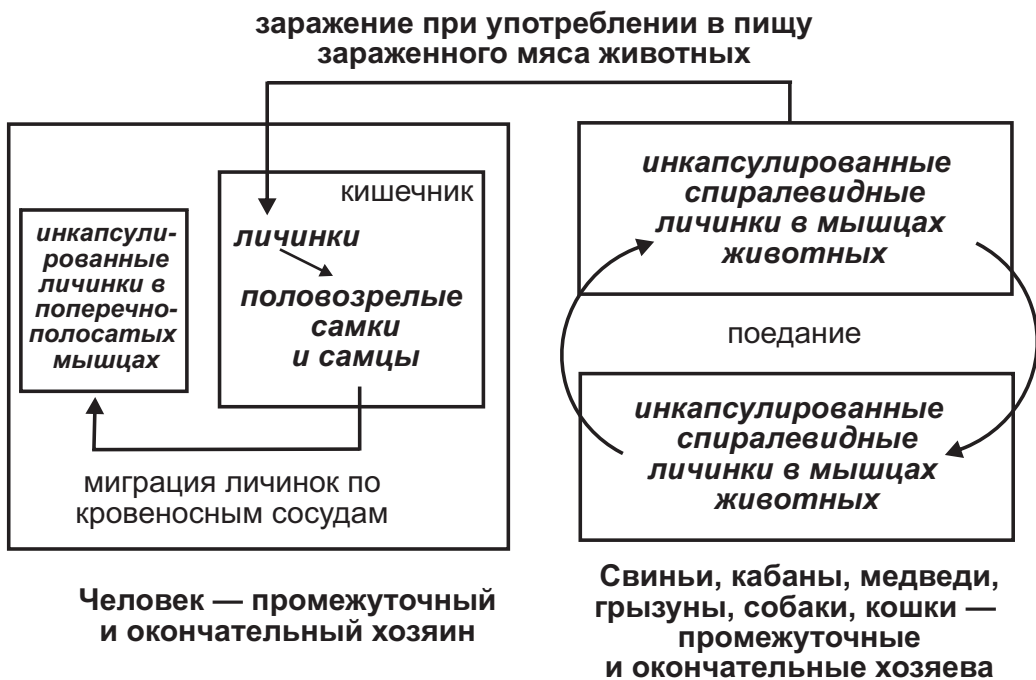 заражение при употреблении в пищу
зараженного мяса животных
кишечник
личинки
половозрелые
самки
и самцы
инкапсули-
рованные
личинки в
поперечно-
полосатых
мышцах
миграция личинок по
кровеносным сосудам
Человек — промежуточный
и окончательный хозяин
инкапсулированные
спиралевидные
личинки в мышцах
животных
поедание
инкапсулированные
спиралевидные
личинки в мышцах
животных
Свиньи, кабаны, медведи,
грызуны, собаки, кошки —
промежуточные
и окончательные хозяева